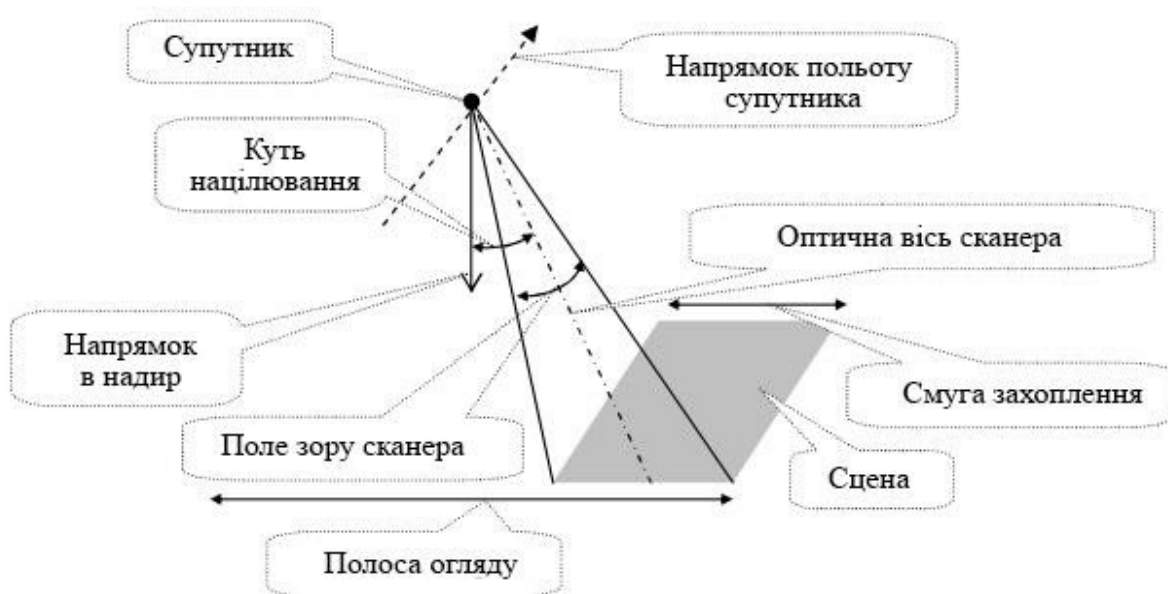 Супутник
Напрямок польоту
супутника
Куть
націлювання
Оптична вісь сканера
Напрямок
в надир
Смуга захоплення
Поле зору сканера
Сцена
Полоса огляду